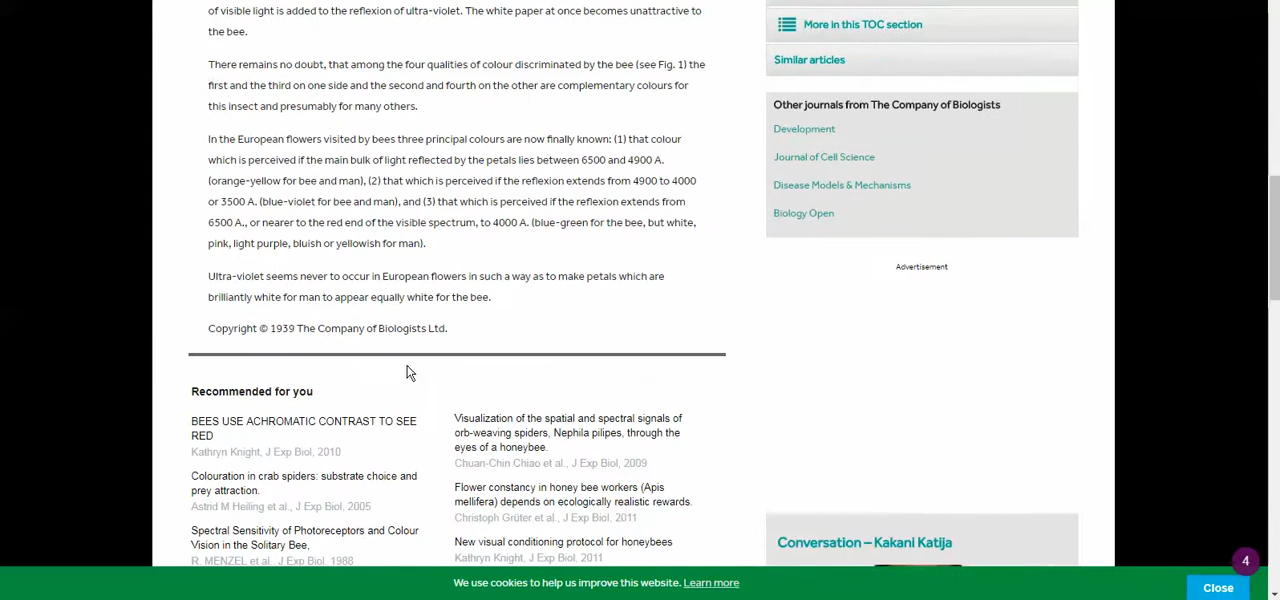 of visible light is added to the reflexion of ultra-violet. The white paper at once becomes unattractive to
the bee.
There remains no doubt, that among the four qualities of colour discriminated by the bee (see Fig. 1) the
first and the third on one side and the second and fourth on the other are complementary colours for
this insect and presumably for many others.
In the European flowers visited by bees three principal colours are now finally known: (1) that colour
which is perceived if the main bulk of light reflected by the petals lies between 6500 and 4900 A.
(orange-yellow for bee and man), (2) that which is perceived if the reflexion extends from 4900 to 4000
or 3500 A. (blue-violet for bee and man), and (3) that which is perceived if the reflexion extends from
6500 A., or nearer to the red end of the visible spectrum, to 4000 A. (blue-green for the bee, but white,
pink, light purple, bluish or yellowish for man).
Ultra-violet seems never to occur in European flowers in such a way as to make petals which are
brilliantly white for man to appear equally white for the bee.
Copyright © 1939 The Company of Biologists Ltd.
Recommended for you
BEES USE ACHROMATIC CONTRAST TO SEE
RED
Kathryn Knight, J Exp Biol, 2010
Colouration in crab spiders: substrate choice and
prey attraction.
Astrid M Heiling et al., J Exp Biol, 2005
Spectral Sensitivity of Photoreceptors and Colour
Vision in the Solitary Bee,
R. MENZEL et al., J Exp Biol, 1988
Visualization of the spatial and spectral signals of
orb-weaving spiders, Nephila pilipes, through the
eyes of a honeybee.
Chuan-Chin Chiao et al., J Exp Biol, 2009
Flower constancy in honey bee workers (Apis
mellifera) depends on ecologically realistic rewards.
Christoph Grüter et al., J Exp Biol, 2011
New visual conditioning protocol for honeybees
Kathryn Knight, J Exp Biol, 2011
More in this TOC section
Similar articles
Other journals from The Company of Biologists
Development
Journal of Cell Science
Disease Models & Mechanisms
Biology Open
Advertisement
Conversation – Kakani Katija
4
We use cookies to help us improve this website. Learn more
Close